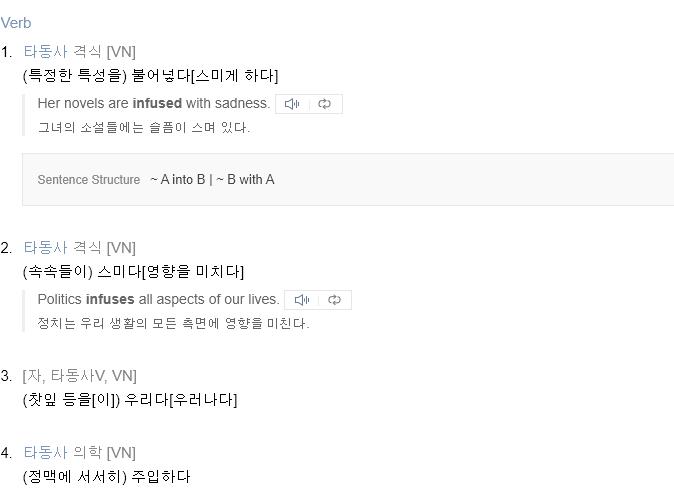 Verb
1. 타동사 격식 [VN]
(특정한 특성을) 불어넣다[스미게 하다]
Her novels are infused with sadness.
그녀의 소설들에는 슬픔이 스며 있다.
Sentence Structure ~ A into B | ~ B with A
2. 타동사 격식 [VN]
(속속들이) 스미다[영향을 미치다]
Politics infuses all aspects of our lives.
정치는 우리 생활의 모든 측면에 영향을 미친다.
3. [자, 타동사V, VN]
(찻잎 등을[이]) 우리다[우러나다]
4. 타동사 의학 [VN]
(정맥에 서서히) 주입하다